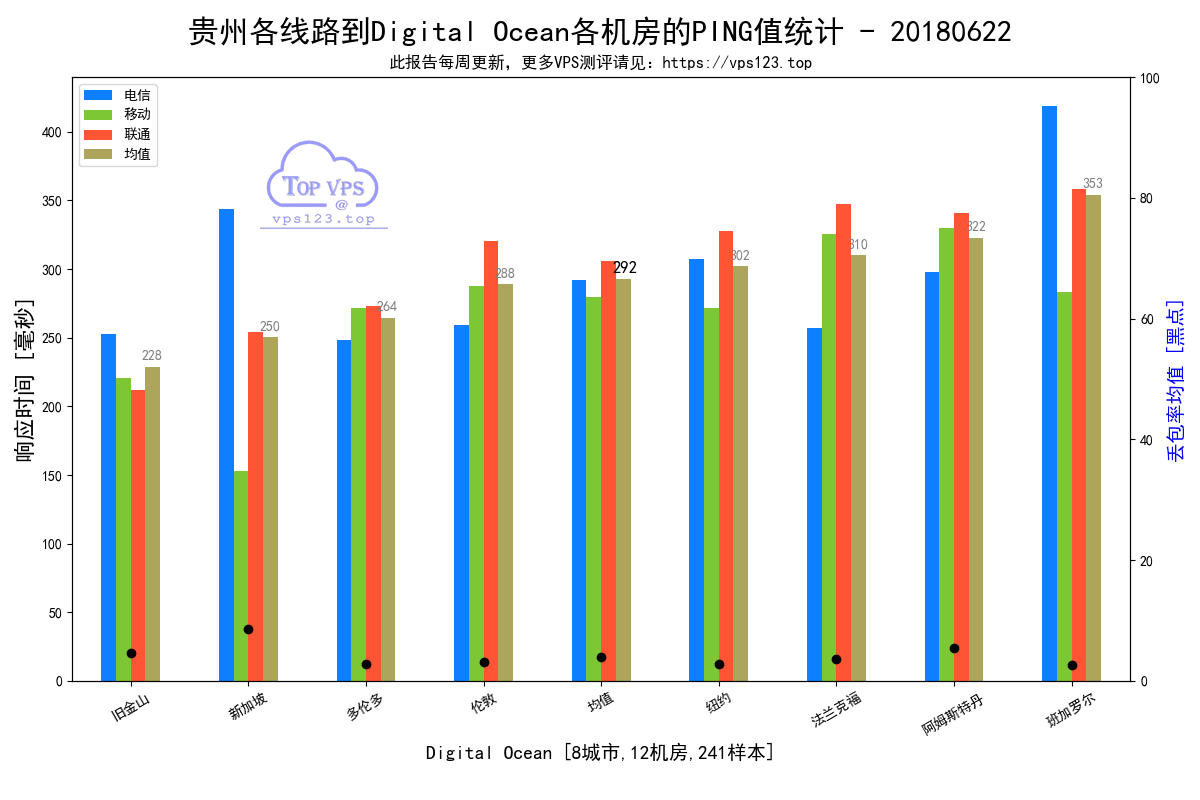 贵州各线路到Digital Ocean各机房的PING值统计 - 20180622
此报告每周更新，更多VPS测评请见：https://vps123.top
电信
移动
联通
均值
TOP VPS
@
vps123.top
响应时间 [毫秒]
0
50
100
150
200
250
300
350
400
228
250
264
288
292
302
310
322
353
0
20
40
60
80
100
丢包率均值 [黑点]
旧金山
新加坡
多伦多
伦敦
均值
纽约
法兰克福
阿姆斯特丹
班加罗尔
Digital Ocean [8城市,12机房,241样本]